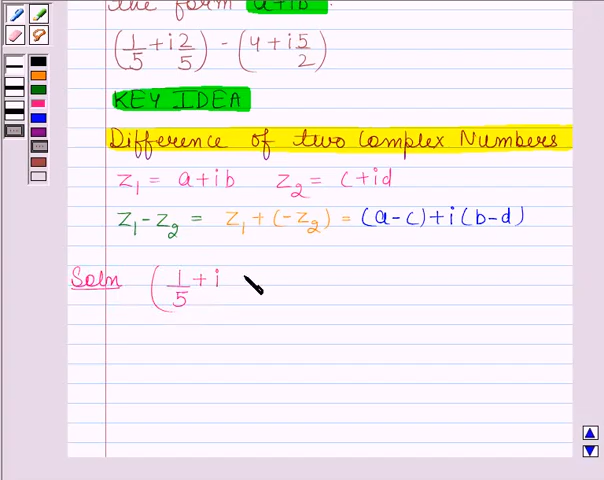 the form a+ib.
(1/5 + i 2/5) - (4 + i 5/2)
KEY IDEA
Difference of two Complex Numbers
z₁ = a+ib z₂ = c+id
z₁-z₂ = z₁+(-z₂) = (a-c)+i(b-d)
Soln (1/5 + i